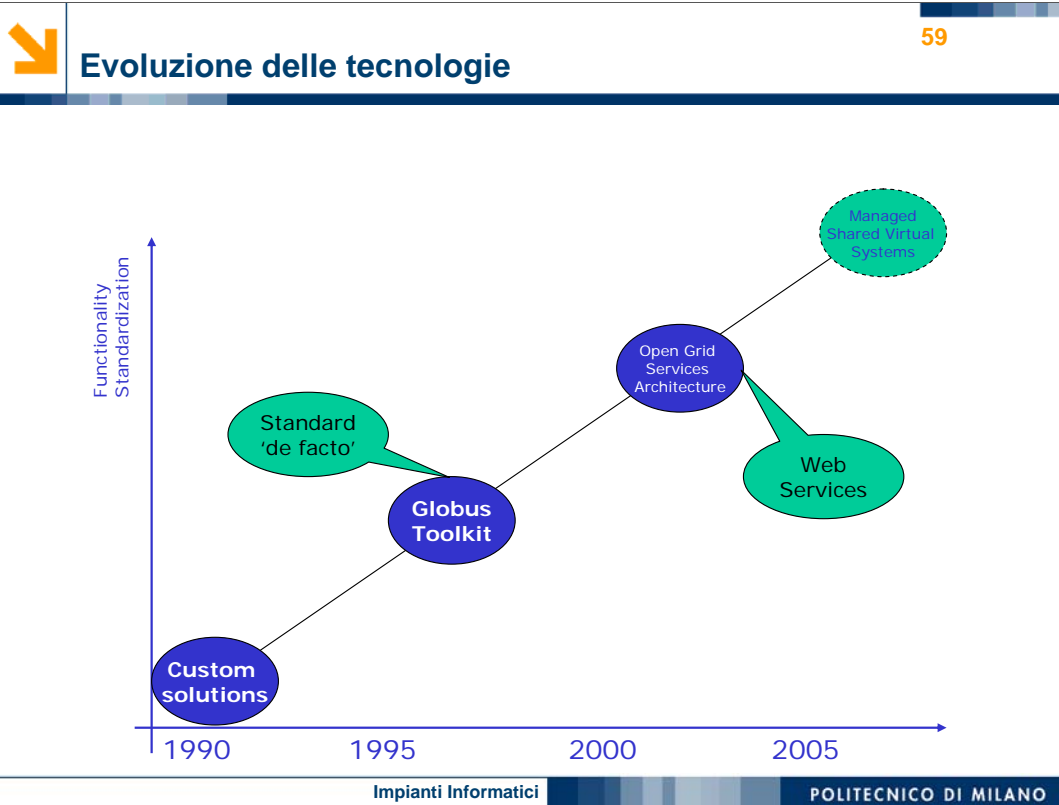 59
Evoluzione delle tecnologie
Managed
Shared Virtual
Systems
Functionality
Standardization
Open Grid
Services
Architecture
Standard
‘de facto’
Web
Services
Globus
Toolkit
Custom
solutions
1990 1995 2000 2005
Impianti Informatici
POLITECNICO DI MILANO